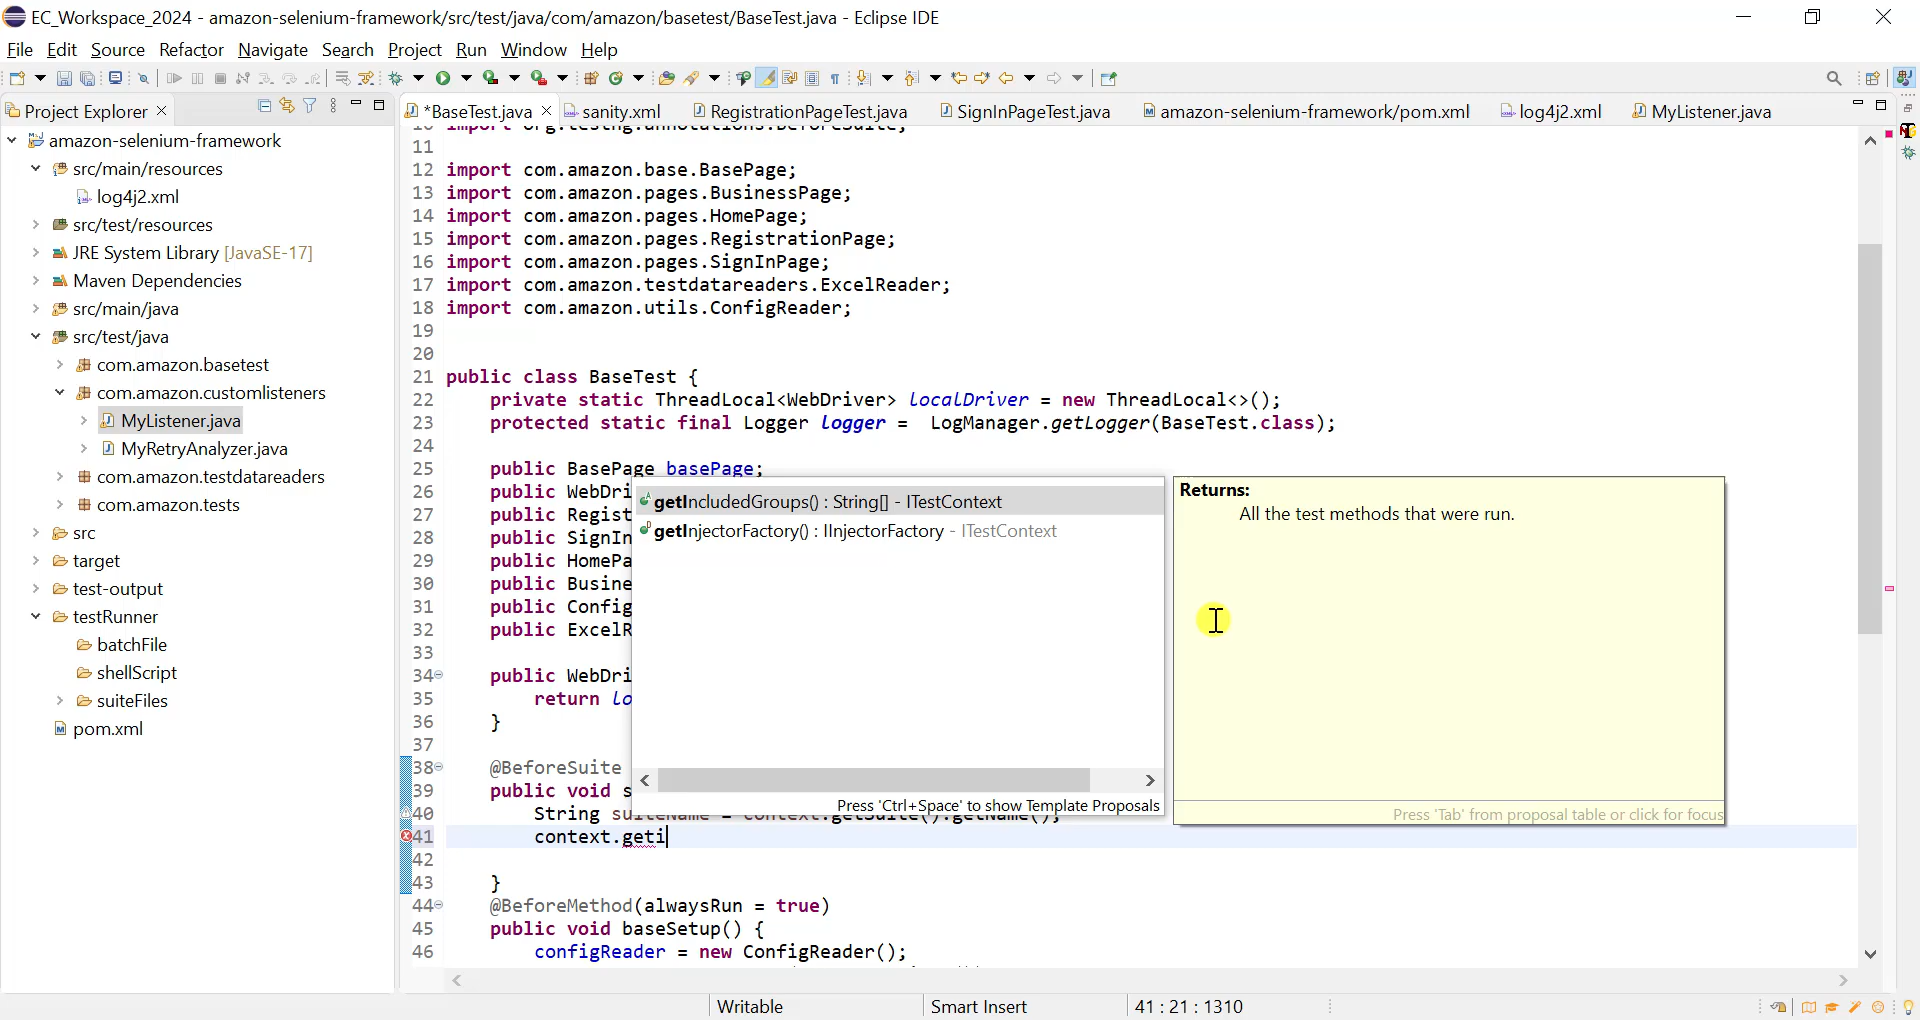 EC_Workspace_2024 - amazon-selenium-framework/src/test/java/com/amazon/basetest/BaseTest.java - Eclipse IDE
File Edit Source Refactor Navigate Search Project Run Window Help
Project Explorer
*BaseTest.java sanity.xml RegistrationPageTest.java SignInPageTest.java amazon-selenium-framework/pom.xml log4j2.xml MyListener.java
amazon-selenium-framework
src/main/resources
log4j2.xml
src/test/resources
JRE System Library [JavaSE-17]
Maven Dependencies
src/main/java
src/test/java
com.amazon.basetest
com.amazon.customlisteners
MyListener.java
MyRetryAnalyzer.java
com.amazon.testdatareaders
com.amazon.tests
src
target
test-output
testRunner
batchFile
shellScript
suiteFiles
pom.xml
10 import org.testng.annotations.BeforeSuite;
11
12 import com.amazon.base.BasePage;
13 import com.amazon.pages.BusinessPage;
14 import com.amazon.pages.HomePage;
15 import com.amazon.pages.RegistrationPage;
16 import com.amazon.pages.SignInPage;
17 import com.amazon.testdatareaders.ExcelReader;
18 import com.amazon.utils.ConfigReader;
19
20
21 public class BaseTest {
22 private static ThreadLocal<WebDriver> localDriver = new ThreadLocal<>();
23 protected static final Logger logger = LogManager.getLogger(BaseTest.class);
24
25 public BasePage basePage;
26 public WebDri
27 public Regist
28 public SignIn
29 public HomePa
30 public Busine
31 public Config
32 public ExcelR
33
34 public WebDri
35 return lo
36 }
37
38 @BeforeSuite
39 public void s
40 String suiteName = context.getSuite().getName();
41 context.geti
42
43 }
44 @BeforeMethod(alwaysRun = true)
45 public void baseSetup() {
46 configReader = new ConfigReader();
getIncludedGroups() : String[] - ITestContext
getInjectorFactory() : IInjectorFactory - ITestContext
Press 'Ctrl+Space' to show Template Proposals
Returns:
All the test methods that were run.
Press 'Tab' from proposal table or click for focus
Writable Smart Insert 41 : 21 : 1310